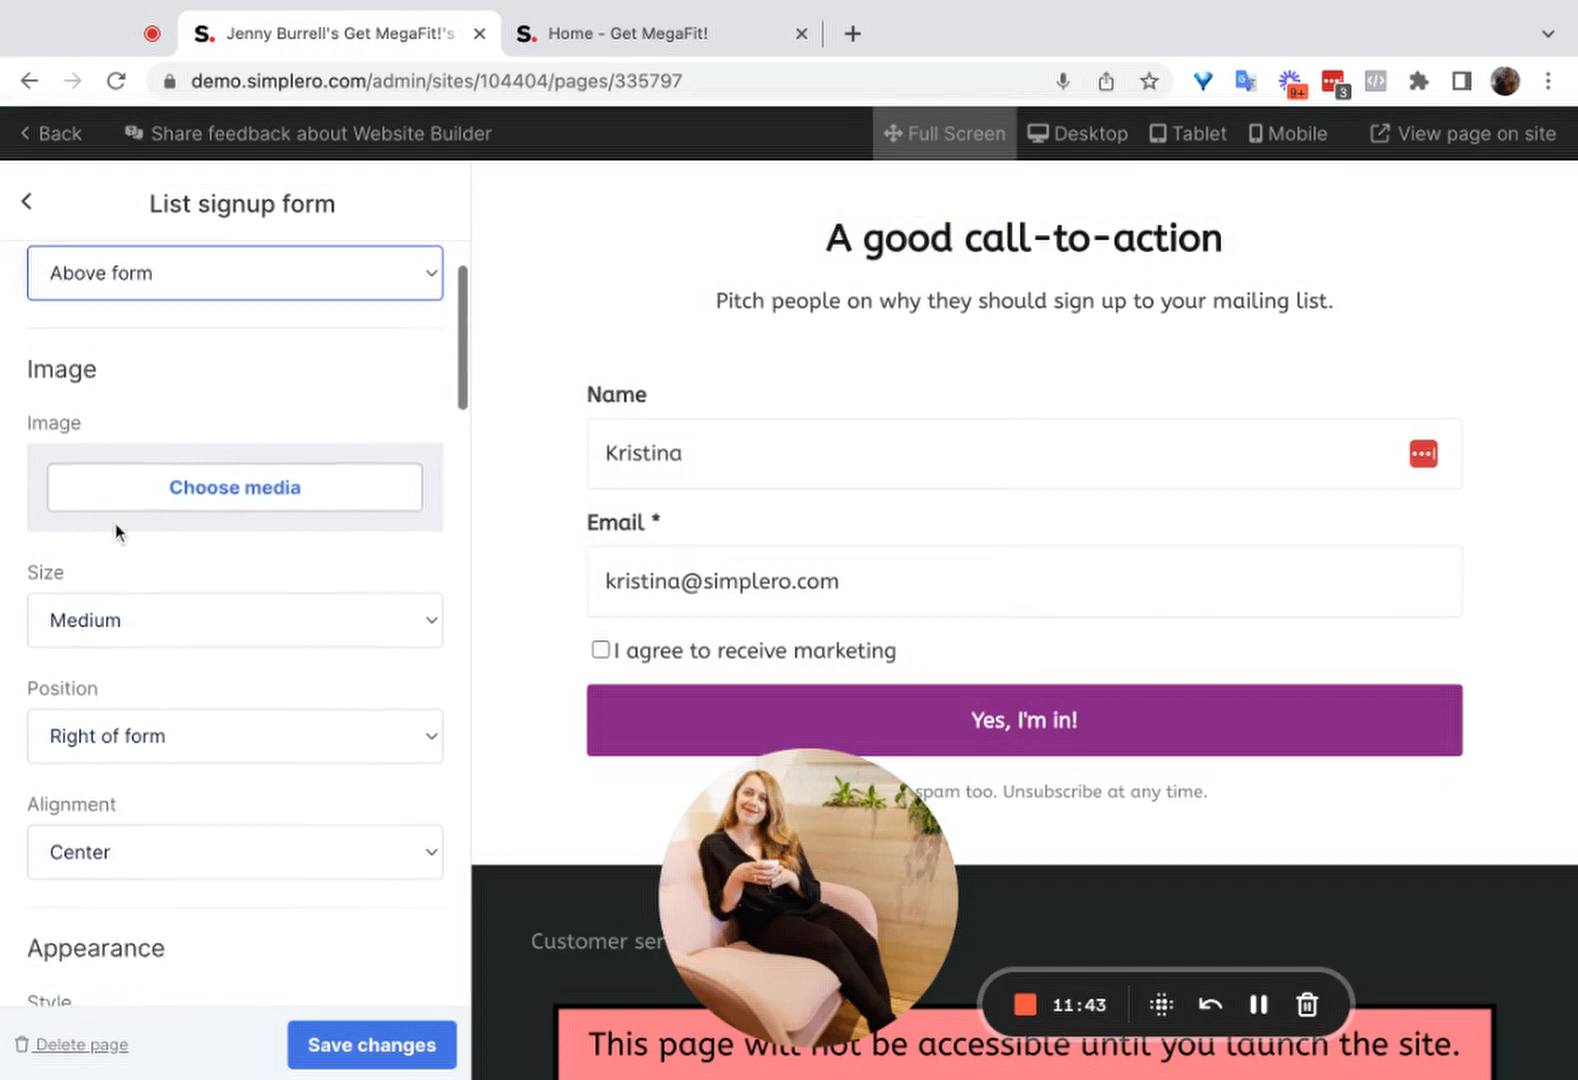 S. Jenny Burrell's Get MegaFit!'s
S. Home - Get MegaFit!
demo.simplero.com/admin/sites/104404/pages/335797
9+
3
Back
Share feedback about Website Builder
Full Screen
Desktop
Tablet
Mobile
View page on site
List signup form
Above form
Image
Image
Choose media
Size
Medium
Position
Right of form
Alignment
Center
Appearance
Style
Delete page
Save changes
A good call-to-action
Pitch people on why they should sign up to your mailing list.
Name
Kristina
Email *
kristina@simplero.com
I agree to receive marketing
Yes, I'm in!
spam too. Unsubscribe at any time.
Customer ser
This page will not be accessible until you launch the site.
11:43